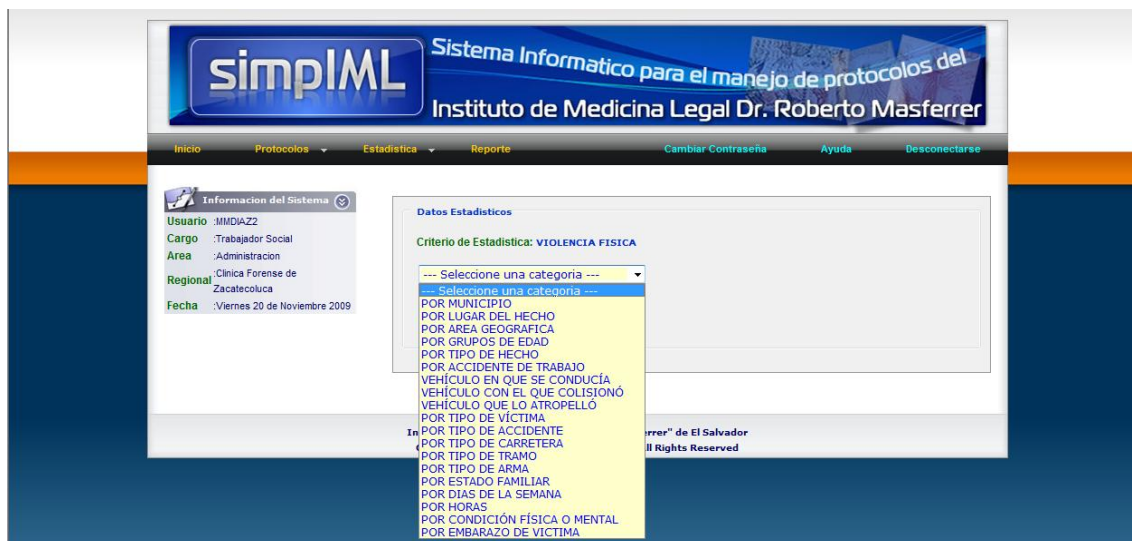 simpIML
Sistema Informatico para el manejo de protocolos del
Instituto de Medicina Legal Dr. Roberto Masferrer
Inicio Protocolos Estadistica Reporte Cambiar Contraseña Ayuda Desconectarse
Informacion del Sistema
Usuario :MMDIAZ2
Cargo :Trabajador Social
Area :Administracion
Regional :Clinica Forense de
Zacatecoluca
Fecha :Viernes 20 de Noviembre 2009
Datos Estadisticos
Criterio de Estadistica: VIOLENCIA FISICA
--- Seleccione una categoria ---
--- Seleccione una categoria ---
POR MUNICIPIO
POR LUGAR DEL HECHO
POR AREA GEOGRAFICA
POR GRUPOS DE EDAD
POR TIPO DE HECHO
POR ACCIDENTE DE TRABAJO
VEHÍCULO EN QUE SE CONDUCÍA
VEHÍCULO CON EL QUE COLISIONÓ
VEHÍCULO QUE LO ATROPELLÓ
POR TIPO DE VÍCTIMA
POR TIPO DE ACCIDENTE
POR TIPO DE CARRETERA
POR TIPO DE TRAMO
POR TIPO DE ARMA
POR ESTADO FAMILIAR
POR DIAS DE LA SEMANA
POR HORAS
POR CONDICIÓN FÍSICA O MENTAL
POR EMBARAZO DE VICTIMA
de El Salvador
Rights Reserved